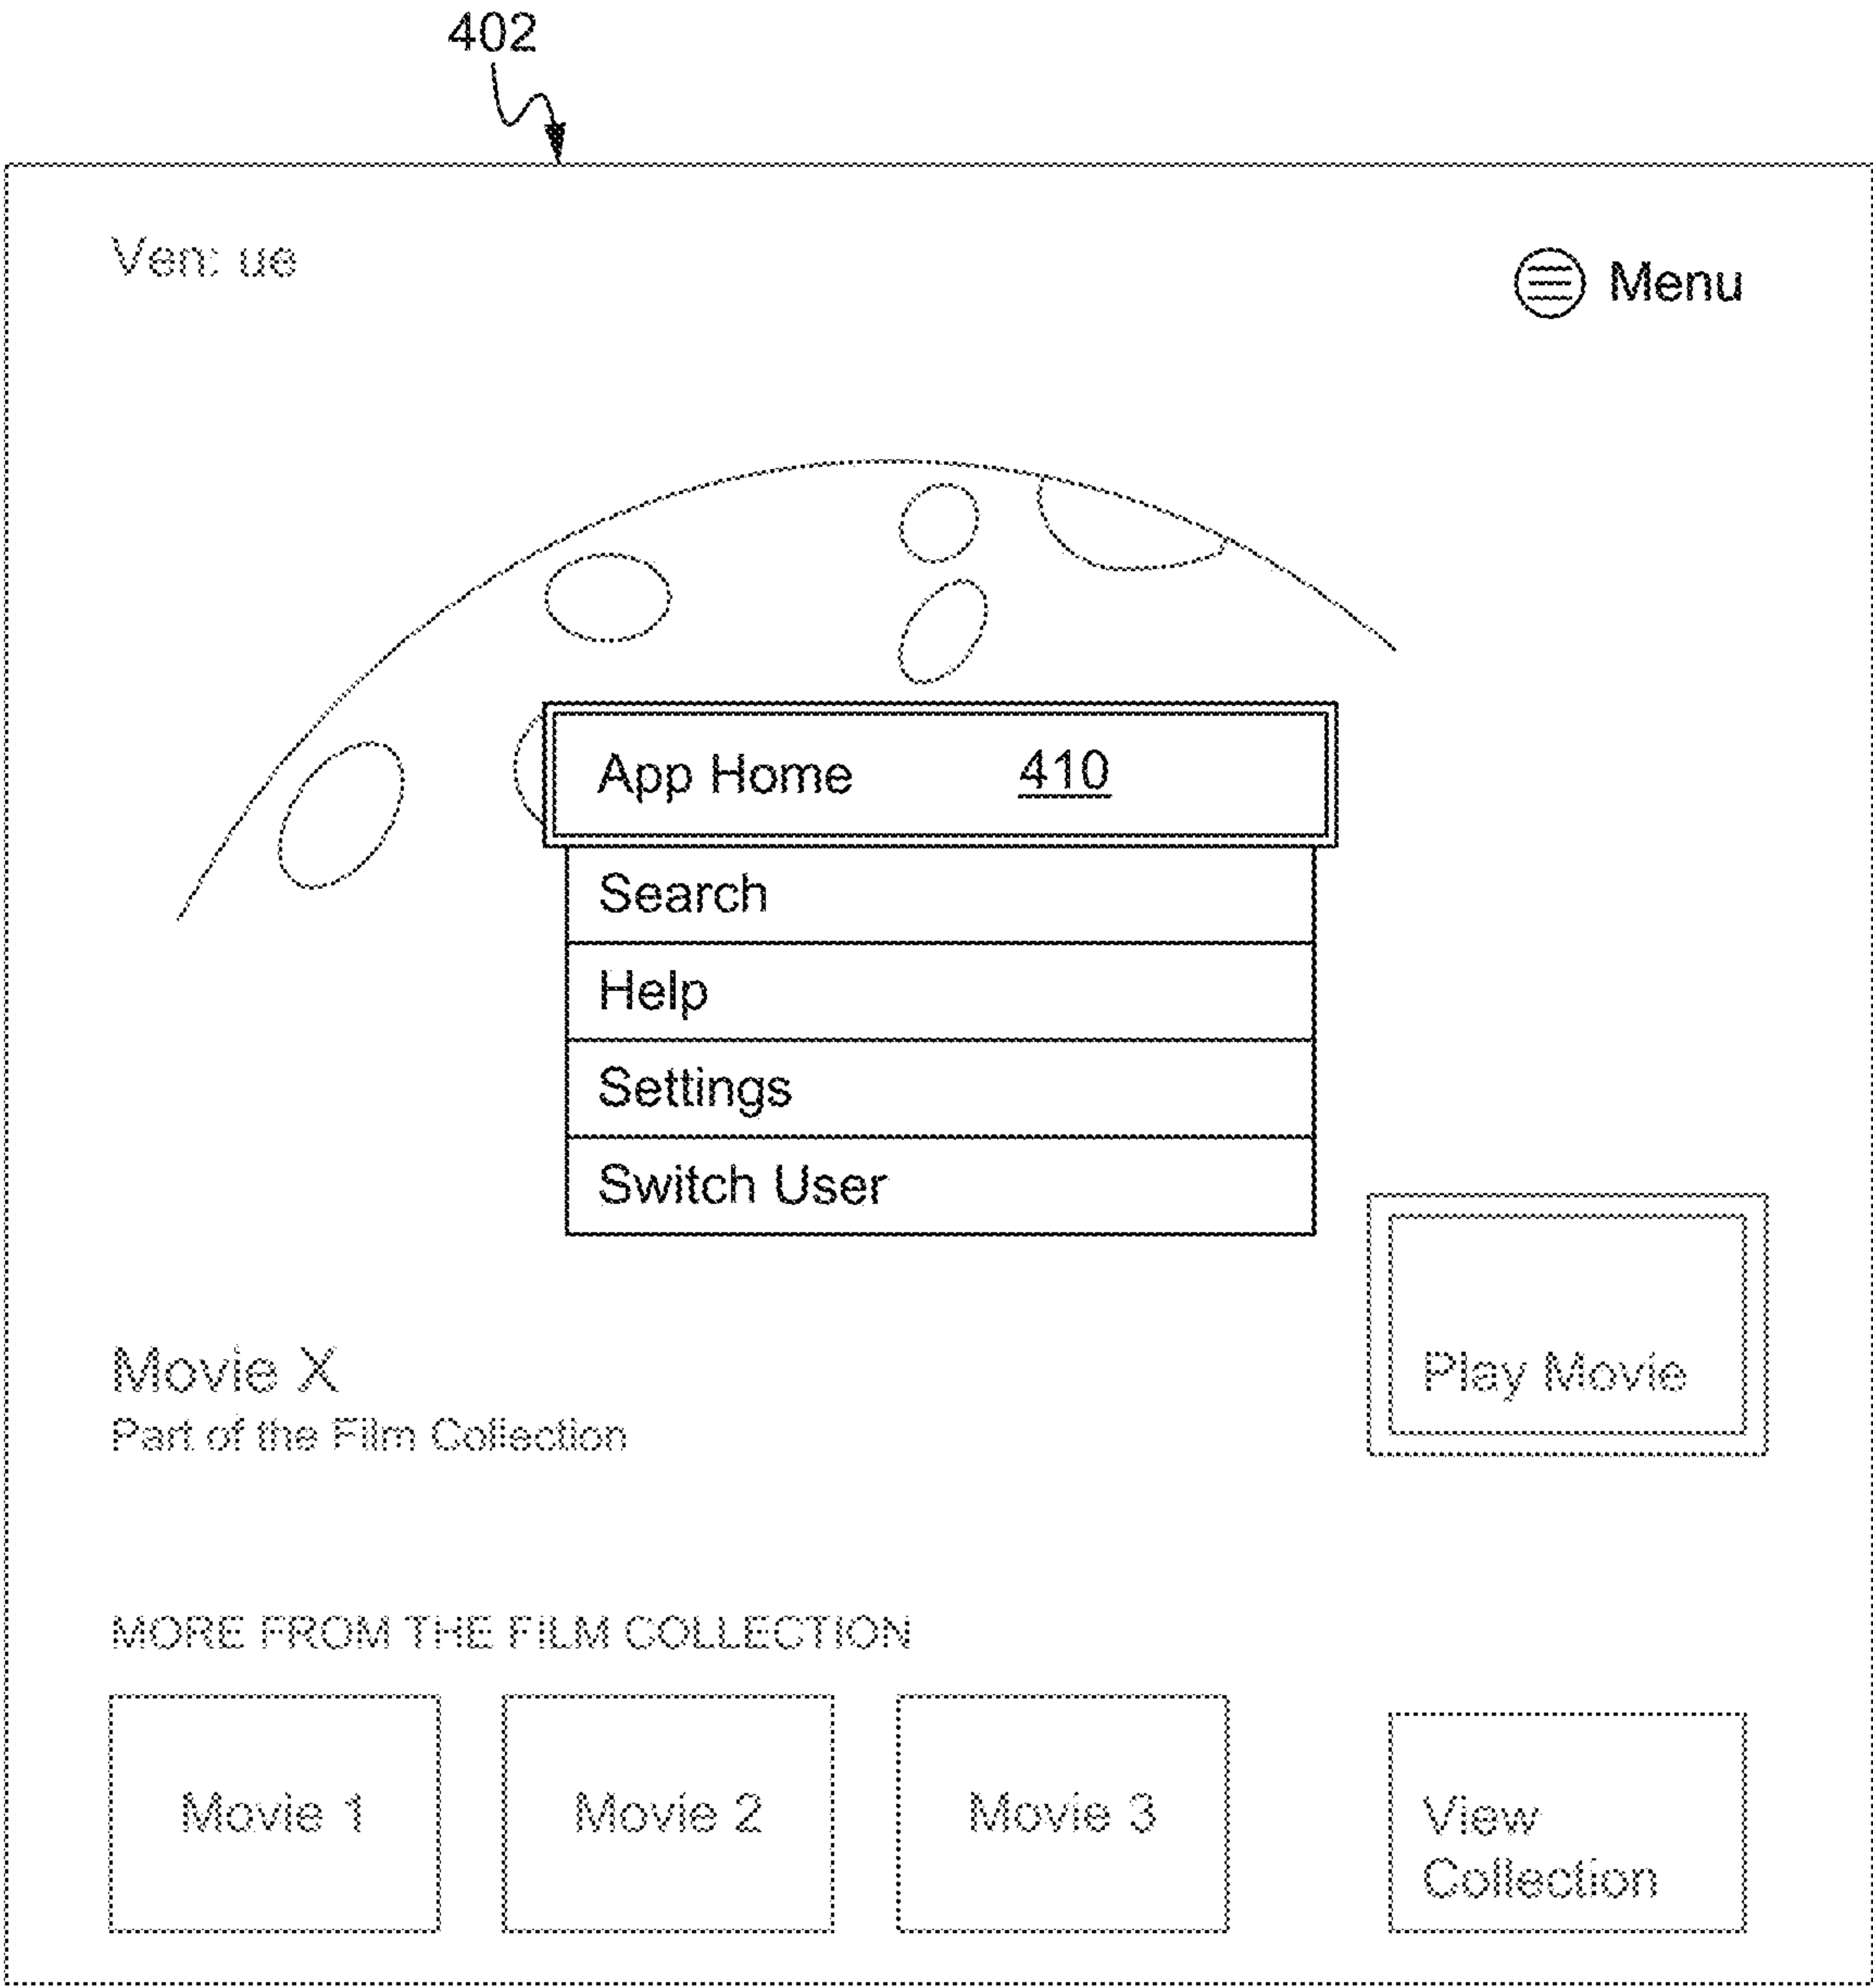 402
Ven: ue
Menu
App Home 410
Search
Help
Settings
Switch User
Movie X
Part of the Film Collection
Play Movie
MORE FROM THE FILM COLLECTION
Movie 1
Movie 2
Movie 3
View
Collection